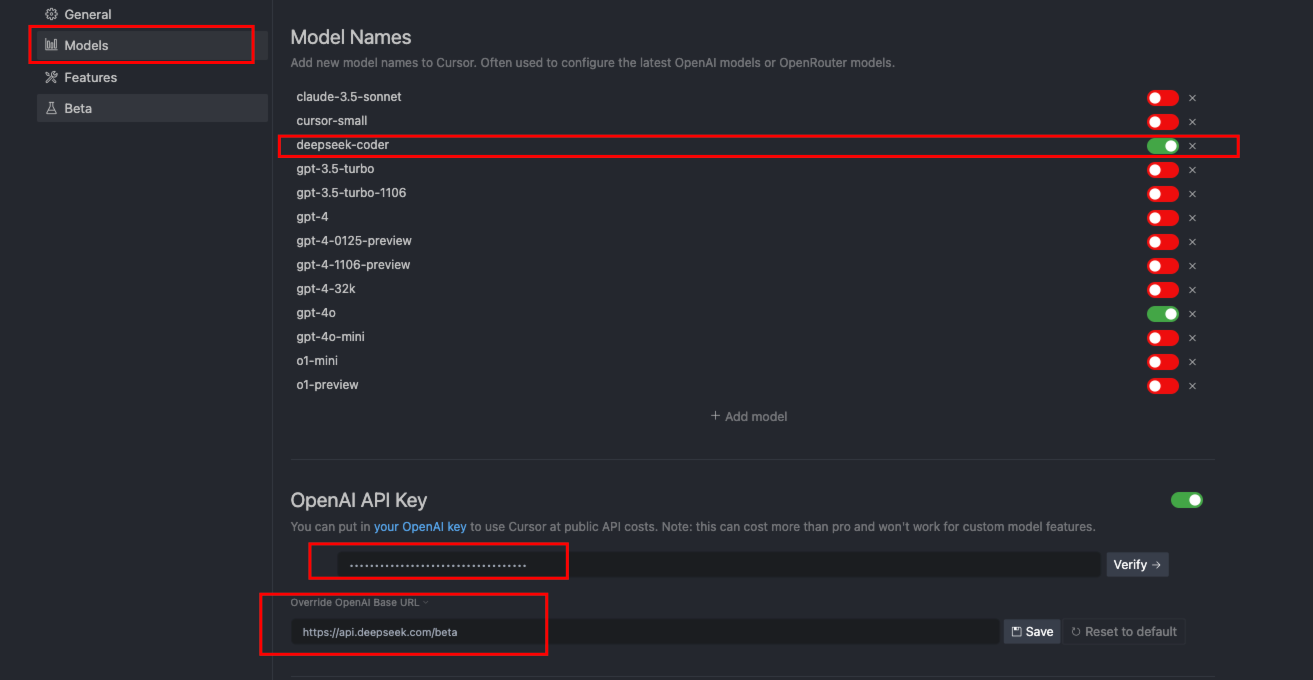 General
Models
Features
Beta
Model Names
Add new model names to Cursor. Often used to configure the latest OpenAI models or OpenRouter models.
claude-3.5-sonnet
cursor-small
deepseek-coder
gpt-3.5-turbo
gpt-3.5-turbo-1106
gpt-4
gpt-4-0125-preview
gpt-4-1106-preview
gpt-4-32k
gpt-4o
gpt-4o-mini
o1-mini
o1-preview
+ Add model
OpenAI API Key
You can put in your OpenAI key to use Cursor at public API costs. Note: this can cost more than pro and won't work for custom model features.
Verify →
Override OpenAI Base URL
https://api.deepseek.com/beta
Save
Reset to default